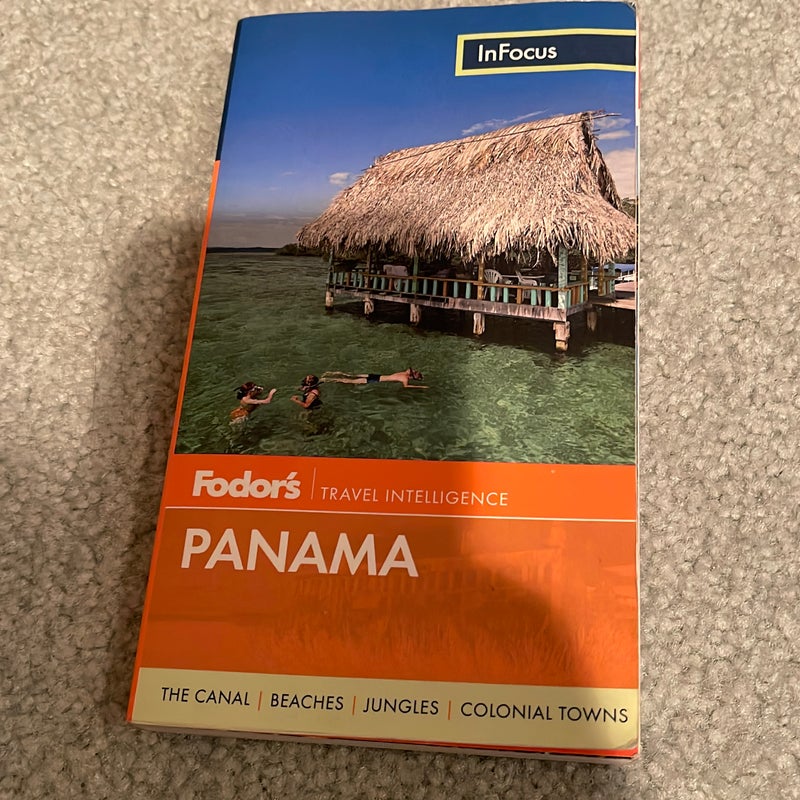 InFocus
Fodor's | TRAVEL INTELLIGENCE
PANAMA
THE CANAL | BEACHES | JUNGLES | COLONIAL TOWNS